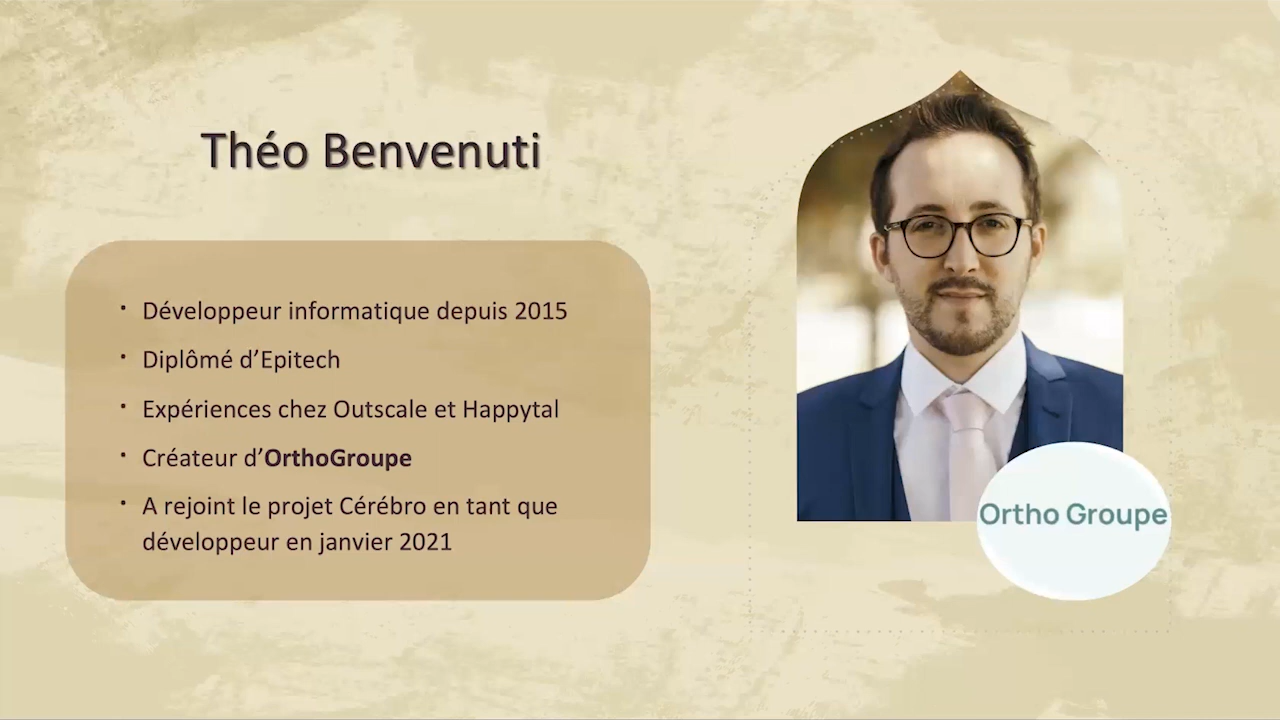 Théo Benvenuti
· Développeur informatique depuis 2015
· Diplômé d’Epitech
· Expériences chez Outscale et Happytal
· Créateur d’OrthoGroupe
· A rejoint le projet Cérébro en tant que
développeur en janvier 2021
Ortho Groupe